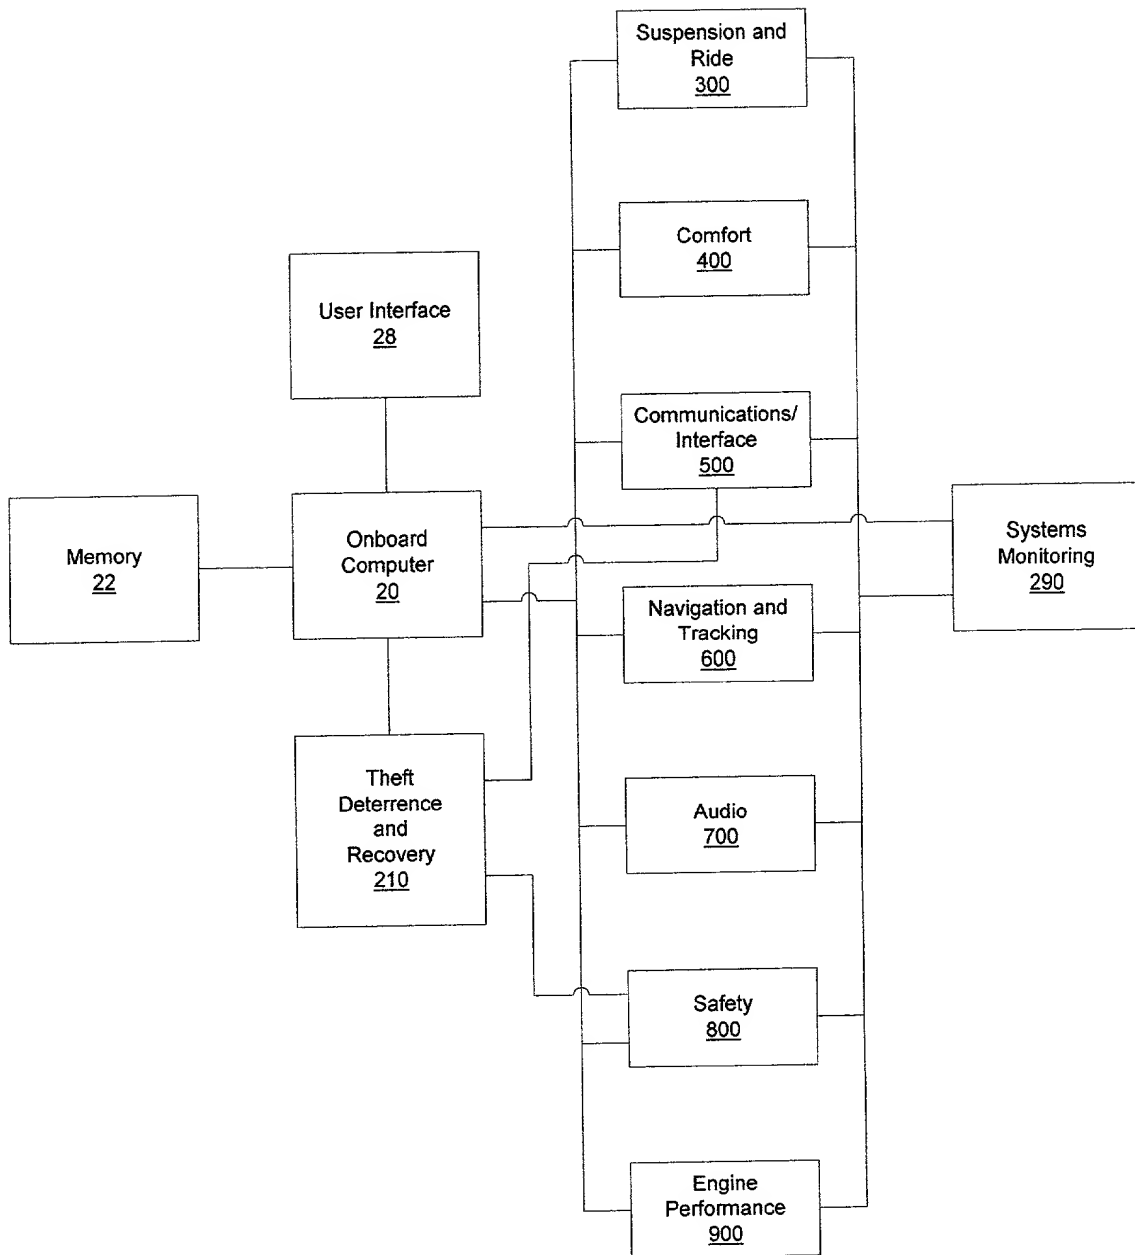 Suspension and
Ride
300
Comfort
400
User Interface
28
Communications/
Interface
500
Memory
22
Onboard
Computer
20
Systems
Monitoring
290
Navigation and
Tracking
600
Theft
Deterrence
and
Recovery
210
Audio
700
Safety
800
Engine
Performance
900